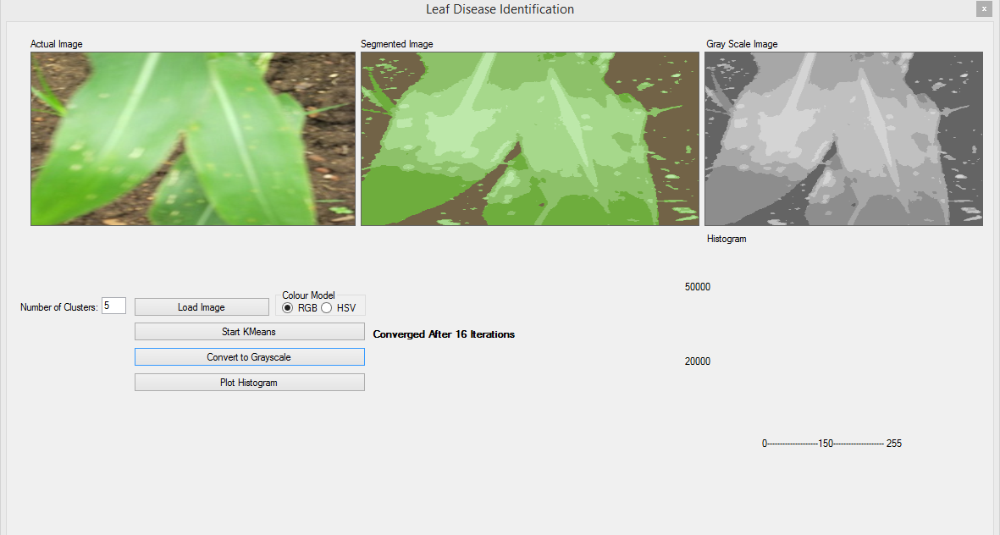 Leaf Disease Identification
x
Actual Image
Segmented Image
Gray Scale Image
Histogram
50000
Number of Clusters: 5
Load Image
Colour Model
RGB
HSV
Start KMeans
Converged After 16 Iterations
Convert to Grayscale
20000
Plot Histogram
0--------------------150-------------------- 255